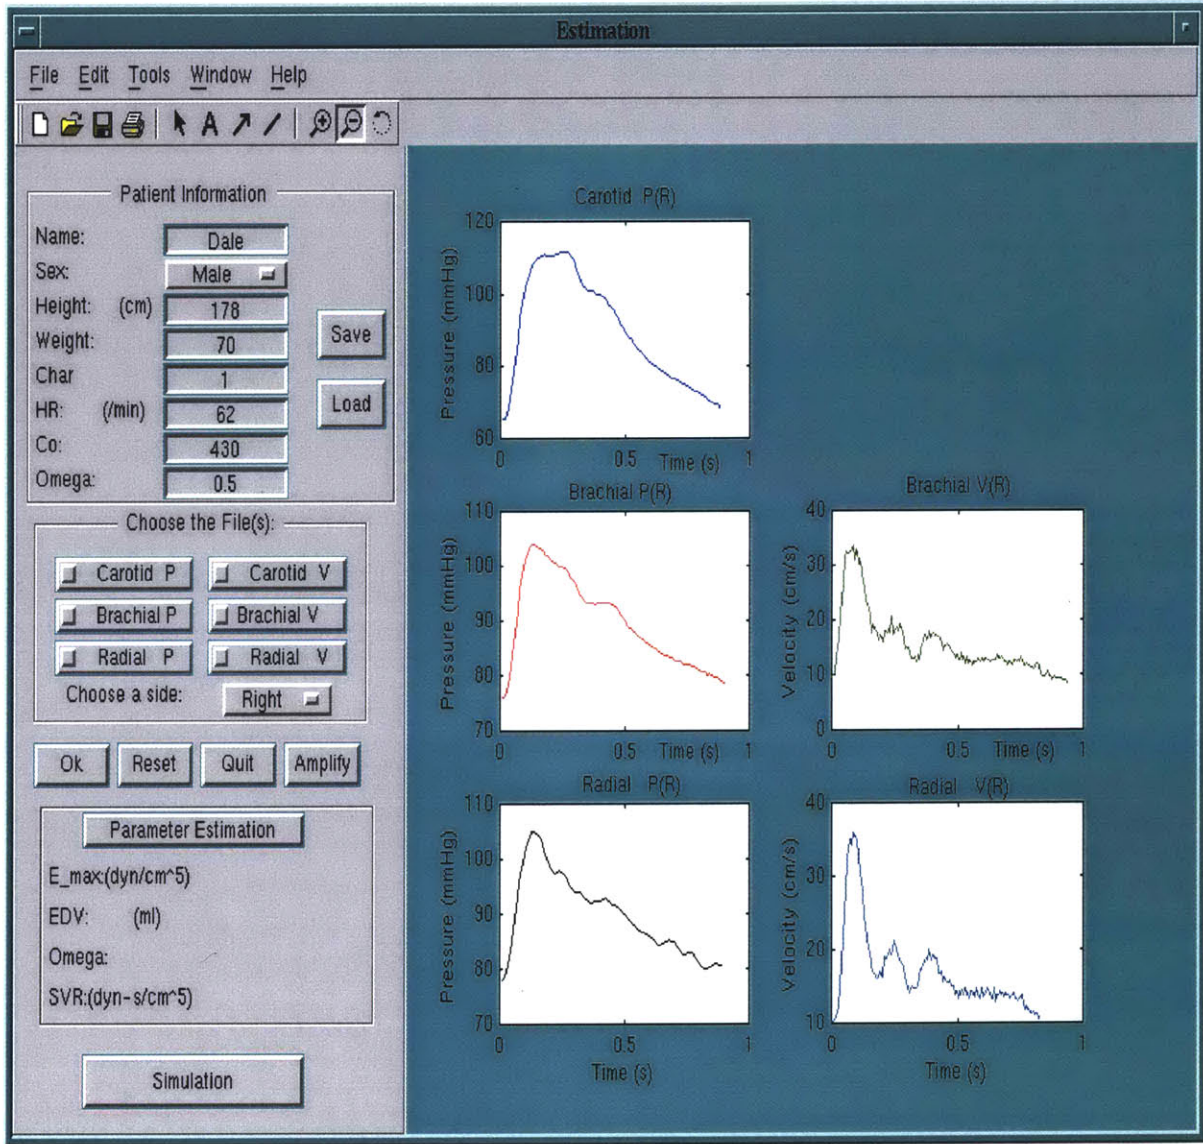 Estimation
File Edit Tools Window Help
A
Patient Information
Name: Dale
Sex: Male
Height: (cm) 178
Weight: 70
Char 1
HR: (/min) 62
Co: 430
Omega: 0.5
Save
Load
Choose the File(s):
Carotid P Carotid V
Brachial P Brachial V
Radial P Radial V
Choose a side: Right
Ok Reset Quit Amplify
Parameter Estimation
E_max:(dyn/cm^5)
EDV: (ml)
Omega:
SVR:(dyn-s/cm^5)
Simulation
Carotid P(R)
Pressure (mmHg)
120
100
80
60
0 0.5 Time (s) 1
Brachial P(R)
Pressure (mmHg)
110
100
90
80
70
0 0.5 Time (s) 1
Brachial V(R)
Velocity (cm/s)
40
30
20
10
0
0 0.5 Time (s) 1
Radial P(R)
Pressure (mmHg)
110
100
90
80
70
0 0.5 1
Time (s)
Radial V(R)
Velocity (cm/s)
40
30
20
10
0 0.5 1
Time (s)